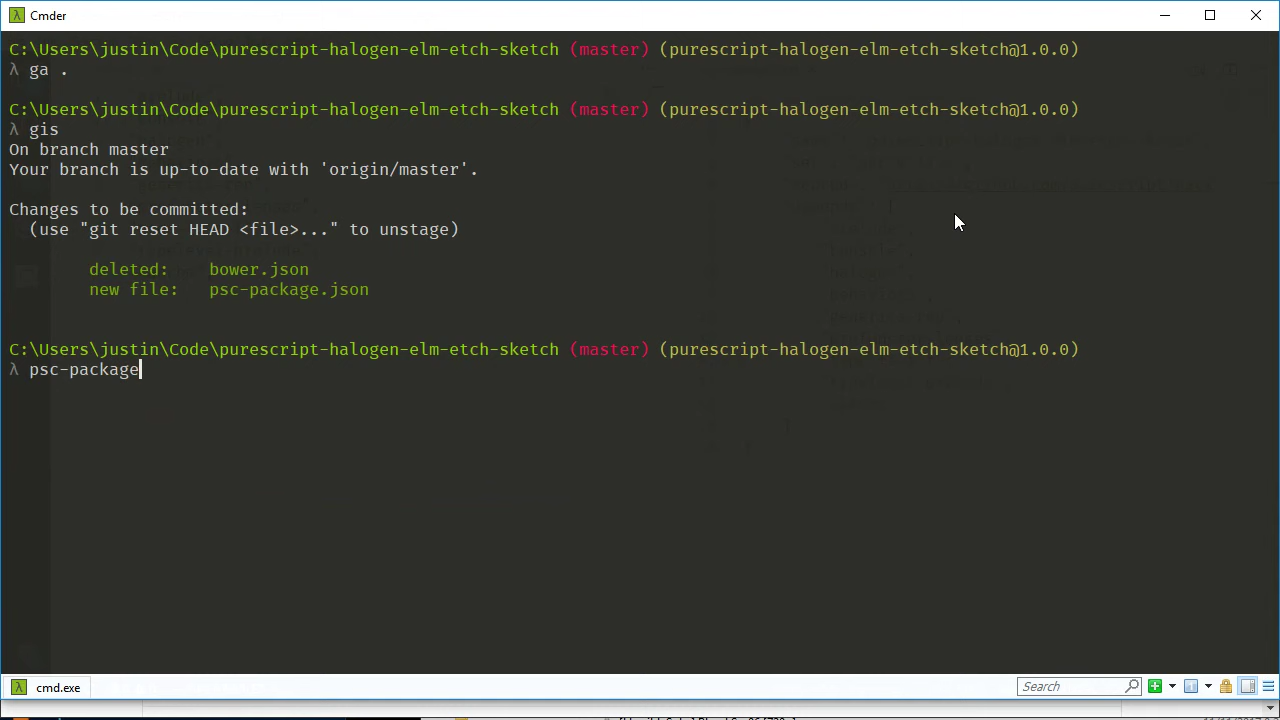 Cmder
C:\Users\justin\Code\purescript-halogen-elm-etch-sketch (master) (purescript-halogen-elm-etch-sketch@1.0.0)
λ ga .
C:\Users\justin\Code\purescript-halogen-elm-etch-sketch (master) (purescript-halogen-elm-etch-sketch@1.0.0)
λ gis
On branch master
Your branch is up-to-date with 'origin/master'.
Changes to be committed:
(use "git reset HEAD <file>..." to unstage)
deleted: bower.json
new file: psc-package.json
C:\Users\justin\Code\purescript-halogen-elm-etch-sketch (master) (purescript-halogen-elm-etch-sketch@1.0.0)
λ psc-package
cmd.exe
Search